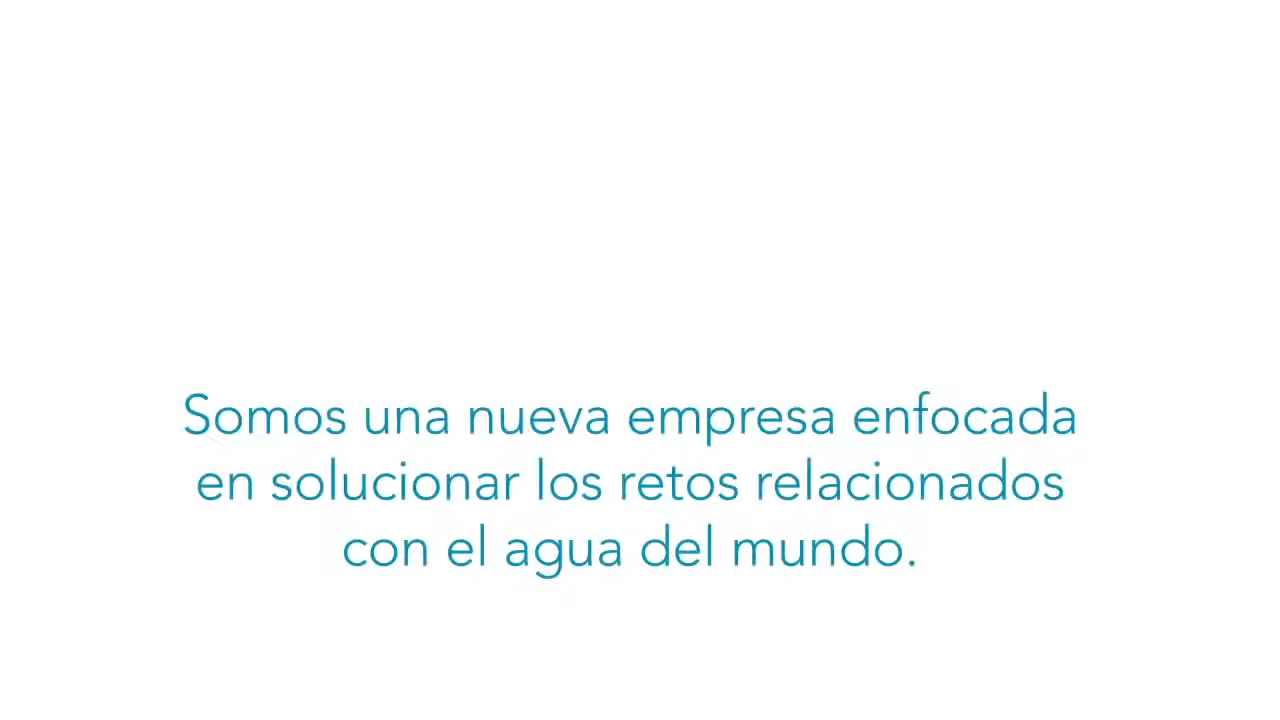 Somos una nueva empresa enfocada
en solucionar los retos relacionados
con el agua del mundo.